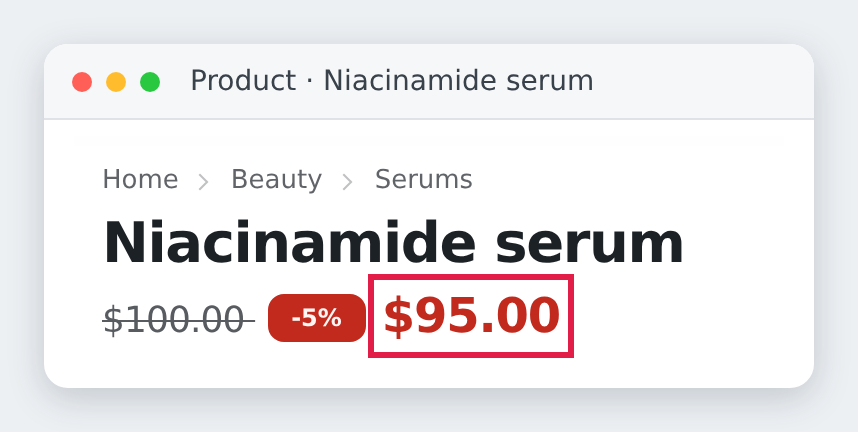 Product · Niacinamide serum
Home > Beauty > Serums
Niacinamide serum
$100.00 -5% $95.00